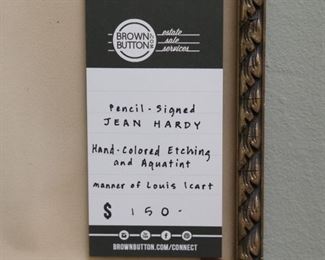 BROWN
BUTTON
.COM
estate
sale
services
Pencil-Signed
JEAN HARDY
Hand-Colored Etching
and Aquatint
manner of Louis Icart
$ 150-
BROWNBUTTON.COM/CONNECT